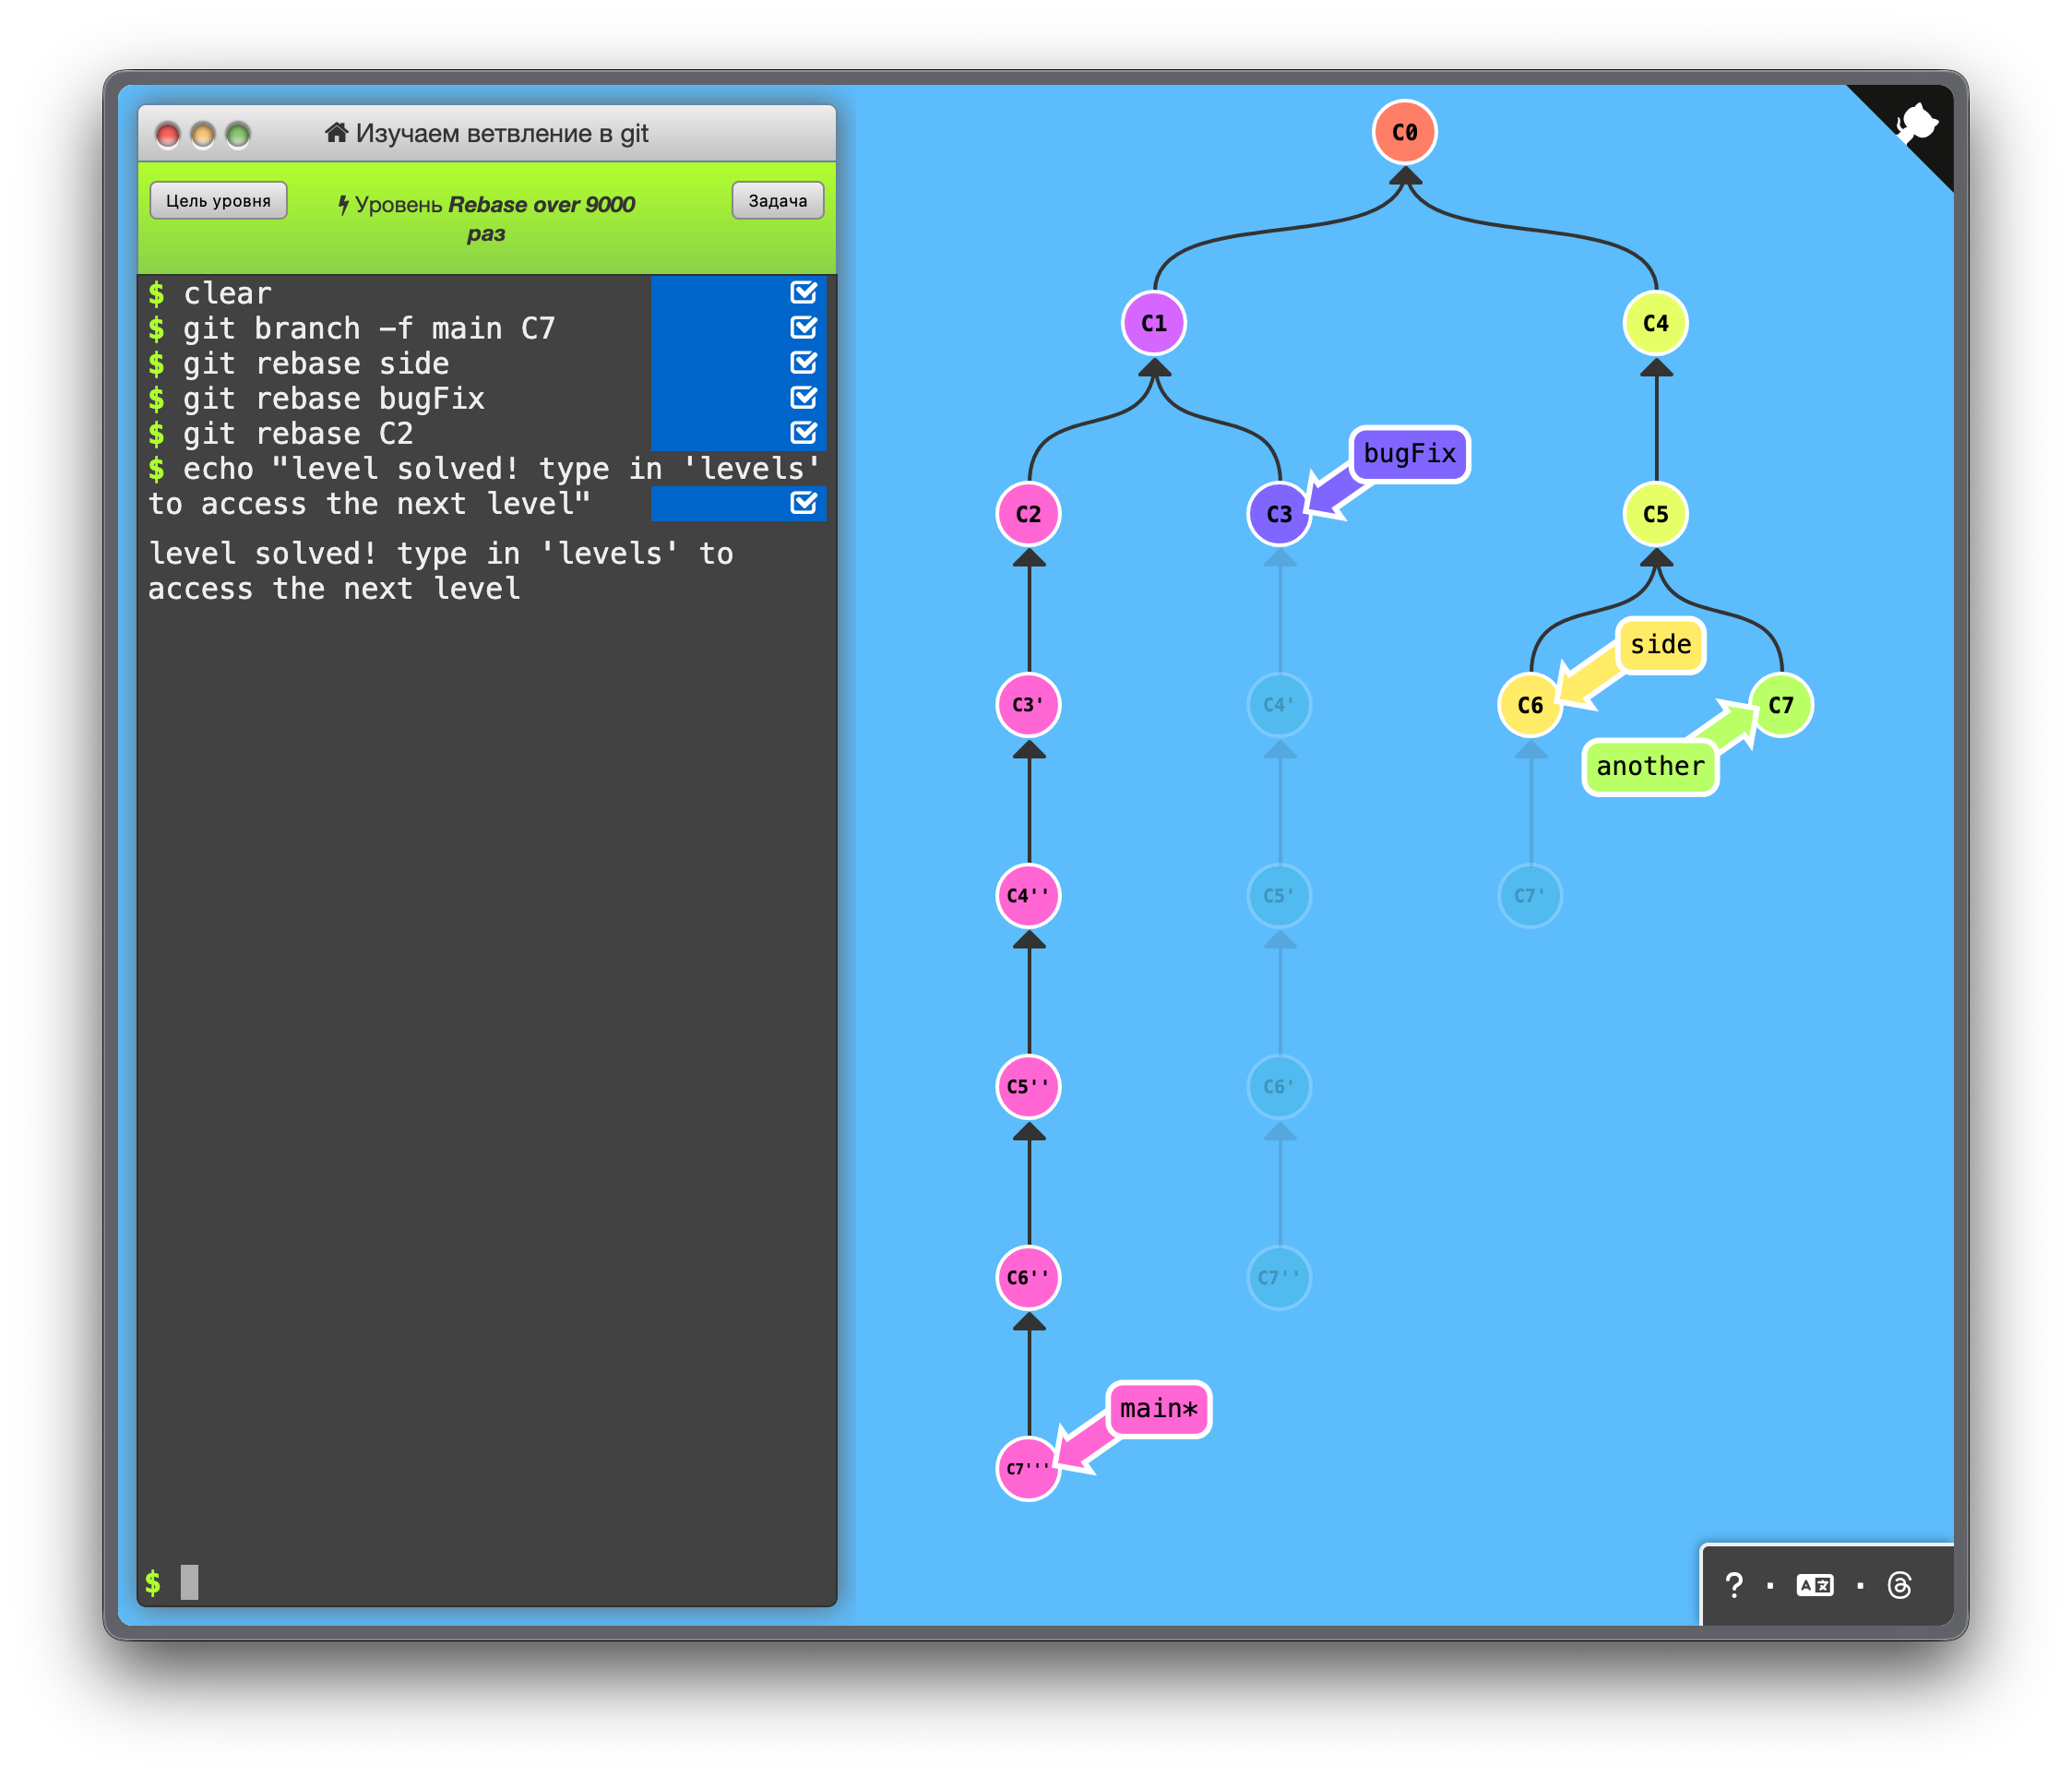 Изучаем ветвление в git
Цель уровня
Уровень Rebase over 9000
раз
Задача
$ clear
$ git branch -f main C7
$ git rebase side
$ git rebase bugFix
$ git rebase C2
$ echo "level solved! type in 'levels'
to access the next level"
level solved! type in 'levels' to
access the next level
$
C0
C1
C4
bugFix
C2
C3
C5
side
C3'
C4'
C6
C7
another
C4''
C5'
C7'
C5''
C6'
C6''
C7''
main*
C7'''
? · A文 ·